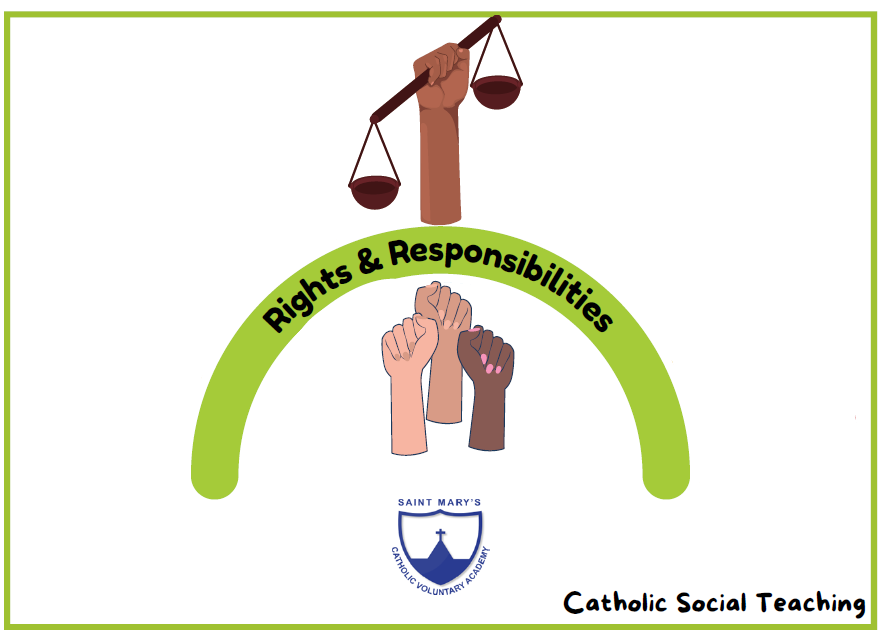 Rights & Responsibilities
SAINT MARY'S
CATHOLIC VOLUNTARY ACADEMY
Catholic Social Teaching